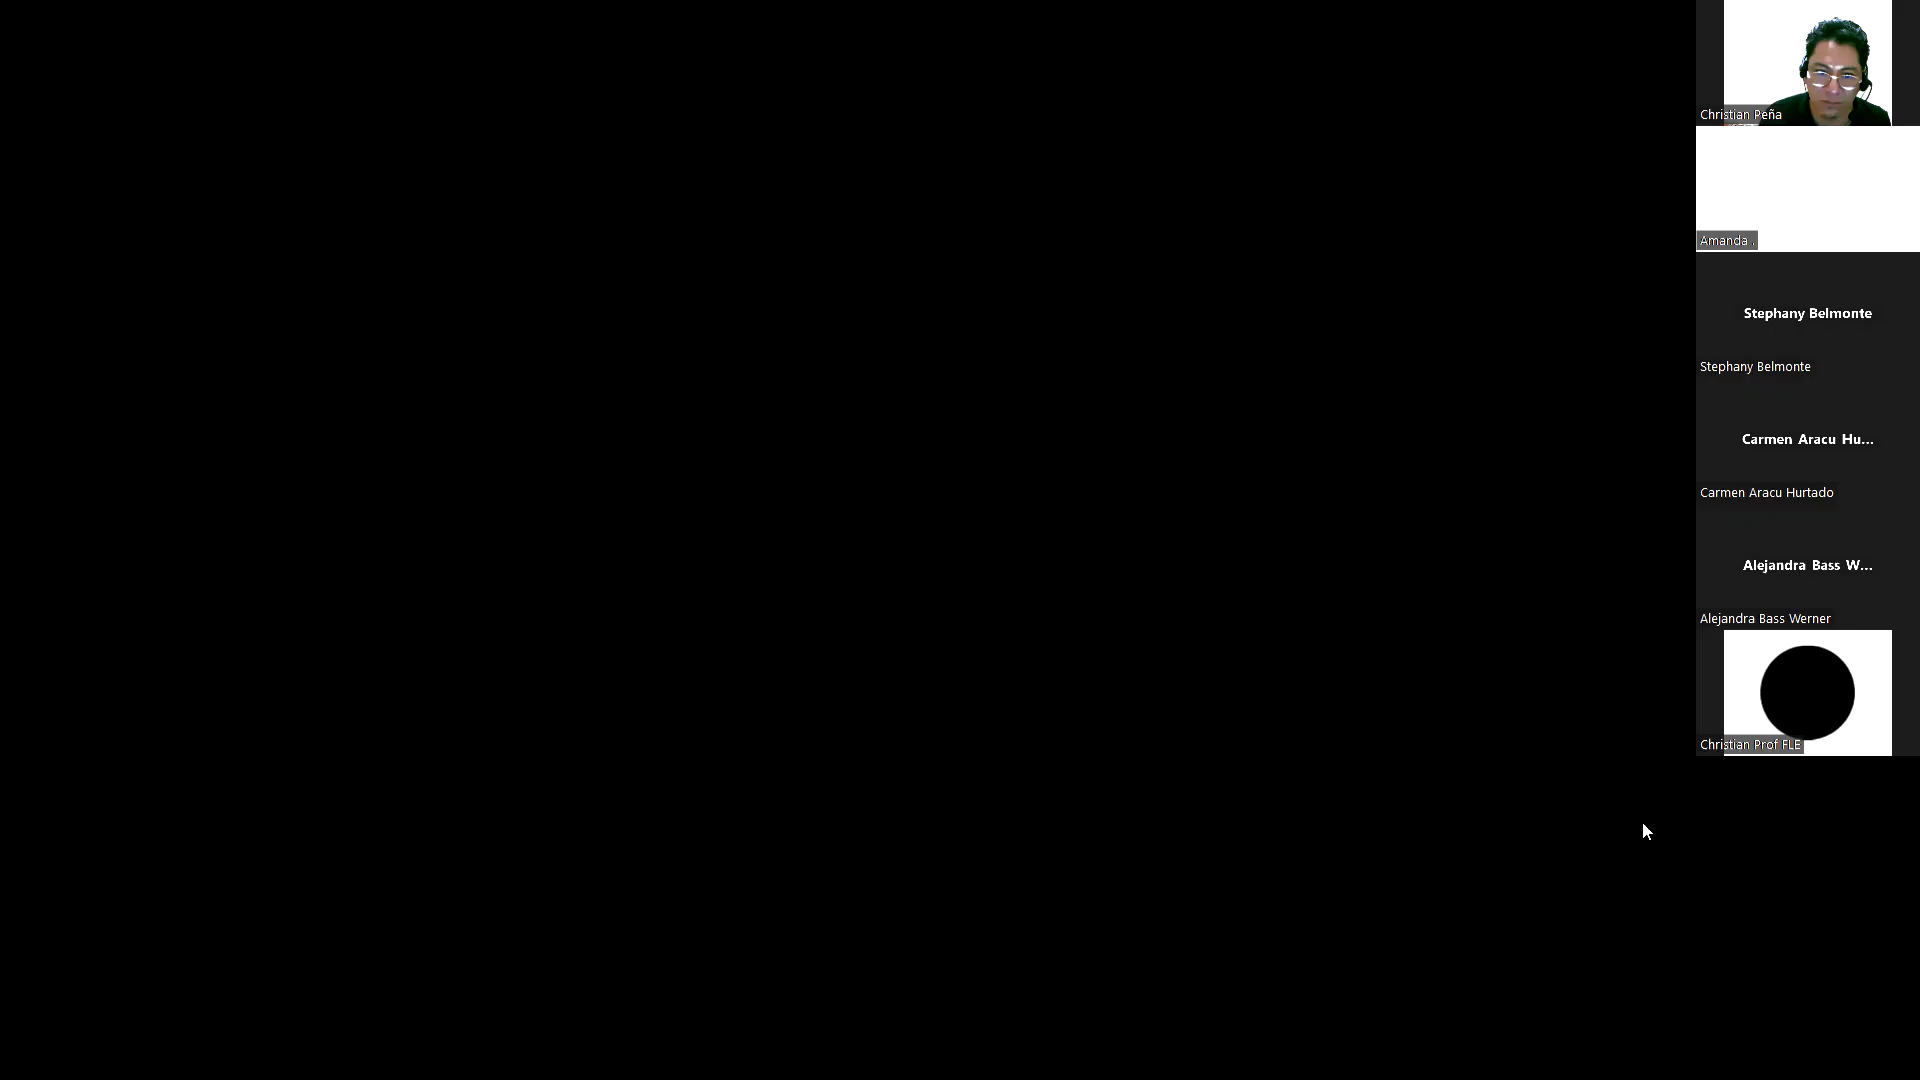 Christian Peña
Amanda .
Stephany Belmonte
Stephany Belmonte
Carmen Aracu Hu...
Carmen Aracu Hurtado
Alejandra Bass W...
Alejandra Bass Werner
Christian Prof FLE